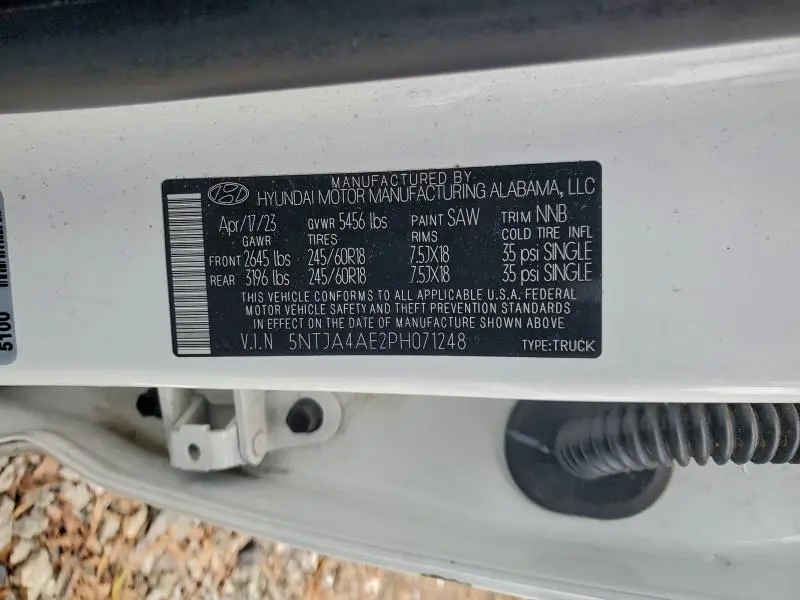 MANUFACTURED BY
HYUNDAI MOTOR MANUFACTURING ALABAMA, LLC
Apr/17/23 GVWR 5456 lbs PAINT SAW TRIM NNB
GAWR TIRES RIMS COLD TIRE INFL
FRONT 2645 lbs 245/60R18 7.5JX18 35 psi SINGLE
REAR 3196 lbs 245/60R18 7.5JX18 35 psi SINGLE
THIS VEHICLE CONFORMS TO ALL APPLICABLE U.S.A. FEDERAL
MOTOR VEHICLE SAFETY AND THEFT PREVENTION STANDARDS
IN EFFECT ON THE DATE OF MANUFACTURE SHOWN ABOVE
V.I.N 5NTJA4AE2PH071248 TYPE:TRUCK
5100